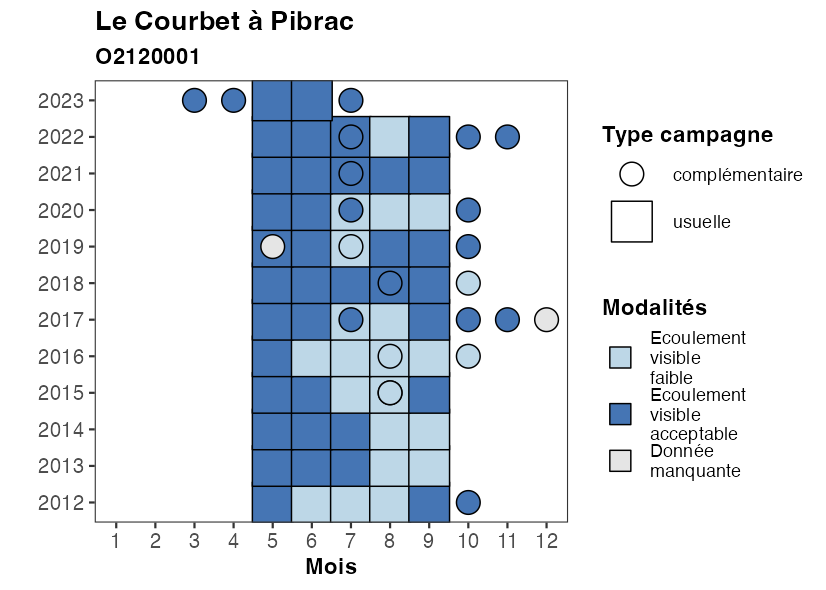 Le Courbet à Pibrac
O2120001
2023
2022
2021
2020
2019
2018
2017
2016
2015
2014
2013
2012
1 2 3 4 5 6 7 8 9 10 11 12
Mois
Type campagne
complémentaire
usuelle
Modalités
Ecoulement
visible
faible
Ecoulement
visible
acceptable
Donnée
manquante